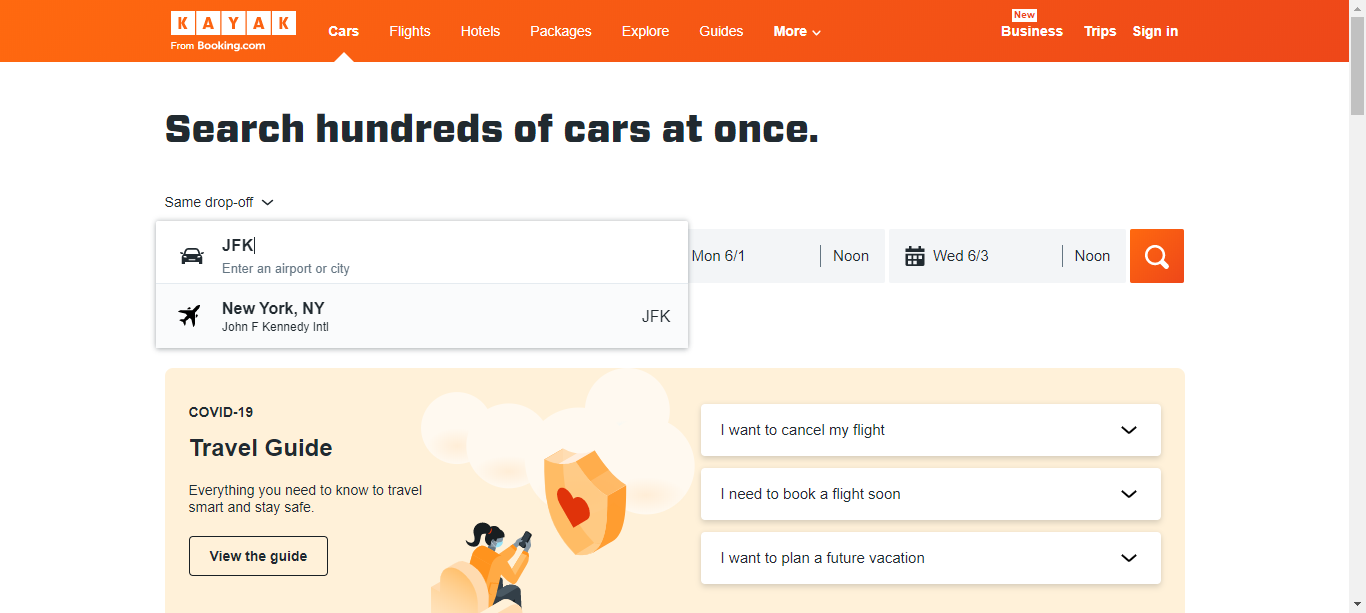 KAYAK
From Booking.com
Cars Flights Hotels Packages Explore Guides More
New
Business Trips Sign in
Search hundreds of cars at once.
Same drop-off
JFK
Enter an airport or city
Mon 6/1 Noon Wed 6/3 Noon
New York, NY
John F Kennedy Intl
JFK
COVID-19
Travel Guide
Everything you need to know to travel
smart and stay safe.
View the guide
I want to cancel my flight
I need to book a flight soon
I want to plan a future vacation